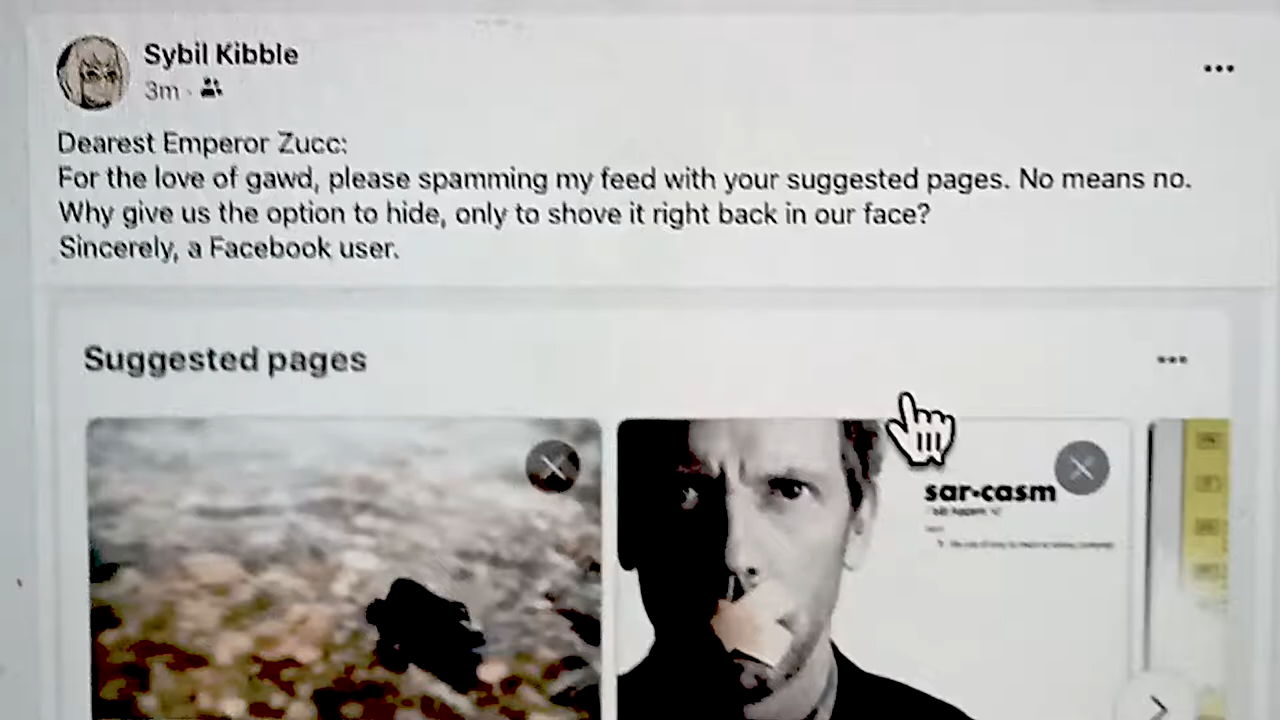 Sybil Kibble
3m
Dearest Emperor Zucc:
For the love of gawd, please spamming my feed with your suggested pages. No means no.
Why give us the option to hide, only to shove it right back in our face?
Sincerely, a Facebook user.
Suggested pages
sar-casm